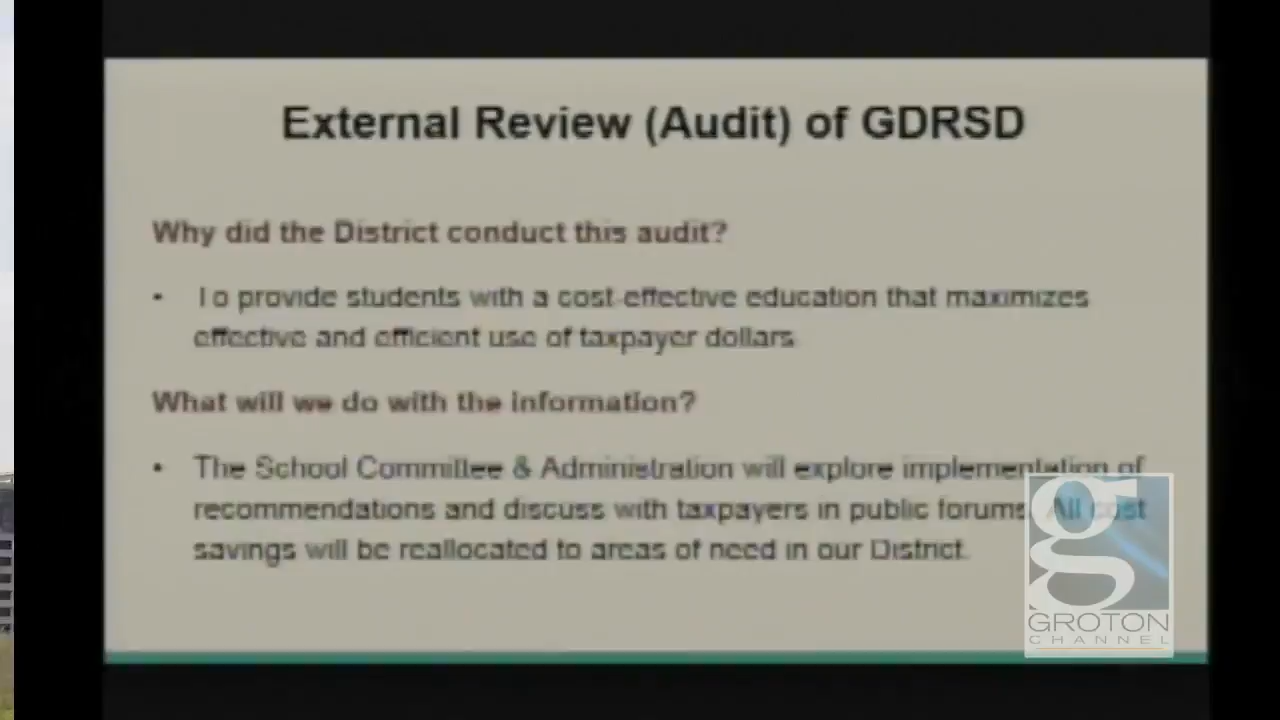 External Review (Audit) of GDRSD
Why did the District conduct this audit?
• To provide students with a cost-effective education that maximizes
effective and efficient use of taxpayer dollars
What will we do with the information?
• The School Committee & Administration will explore implementation of
recommendations and discuss with taxpayers in public forums. All cost
savings will be reallocated to areas of need in our District.
g
GROTON
CHANNEL